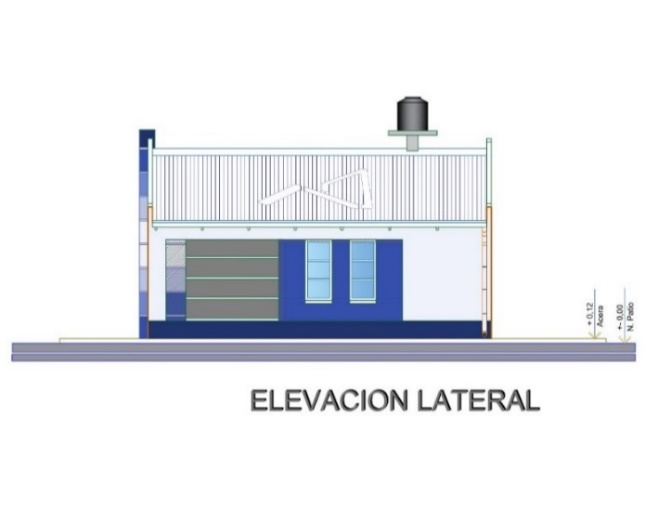 + 0,12
Acera
+- 0,00
N. Patio
ELEVACION LATERAL